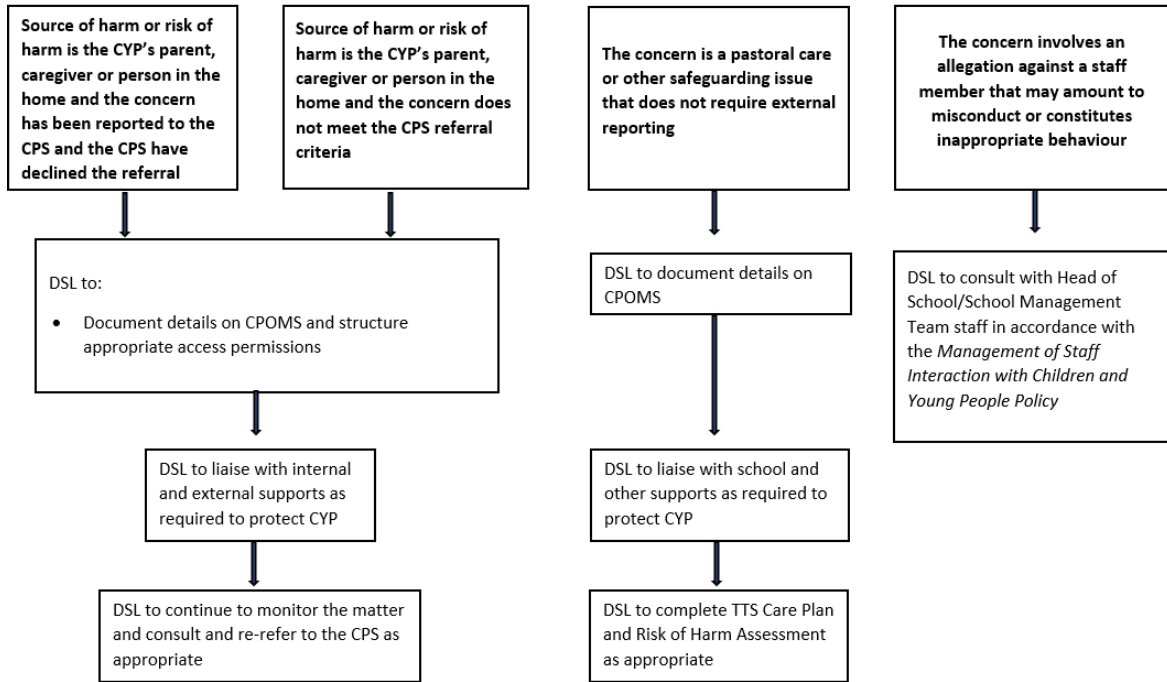 Source of harm or risk of
harm is the CYP’s parent,
caregiver or person in the
home and the concern
has been reported to the
CPS and the CPS have
declined the referral
Source of harm or risk of
harm is the CYP’s parent,
caregiver or person in the
home and the concern does
not meet the CPS referral
criteria
The concern is a pastoral care
or other safeguarding issue
that does not require external
reporting
The concern involves an
allegation against a staff
member that may amount to
misconduct or constitutes
inappropriate behaviour
DSL to:
• Document details on CPOMS and structure
appropriate access permissions
DSL to document details on
CPOMS
DSL to consult with Head of
School/School Management
Team staff in accordance with
the Management of Staff
Interaction with Children and
Young People Policy
DSL to liaise with internal
and external supports as
required to protect CYP
DSL to liaise with school and
other supports as required to
protect CYP
DSL to continue to monitor the matter
and consult and re-refer to the CPS as
appropriate
DSL to complete TTS Care Plan
and Risk of Harm Assessment
as appropriate